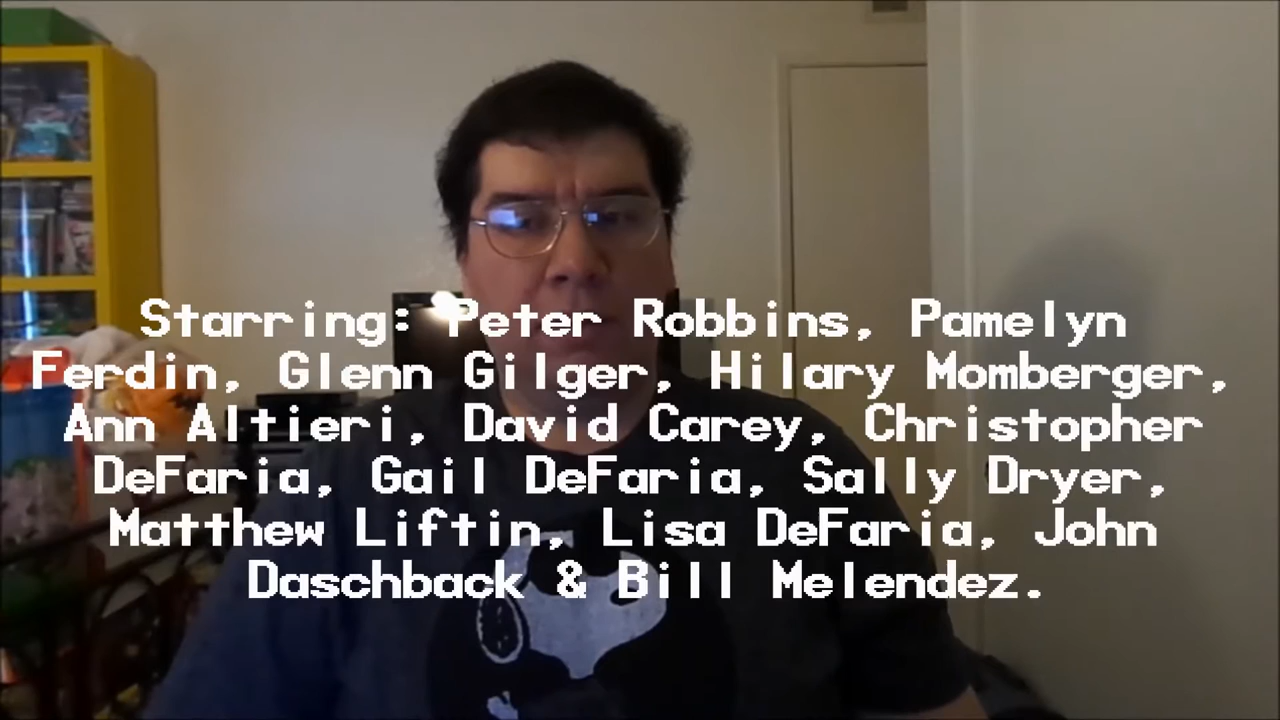 Starring: Peter Robbins, Pamelyn
Ferdin, Glenn Gilger, Hilary Momberger,
Ann Altieri, David Carey, Christopher
DeFaria, Gail DeFaria, Sally Dryer,
Matthew Liftin, Lisa DeFaria, John
Daschback & Bill Melendez.